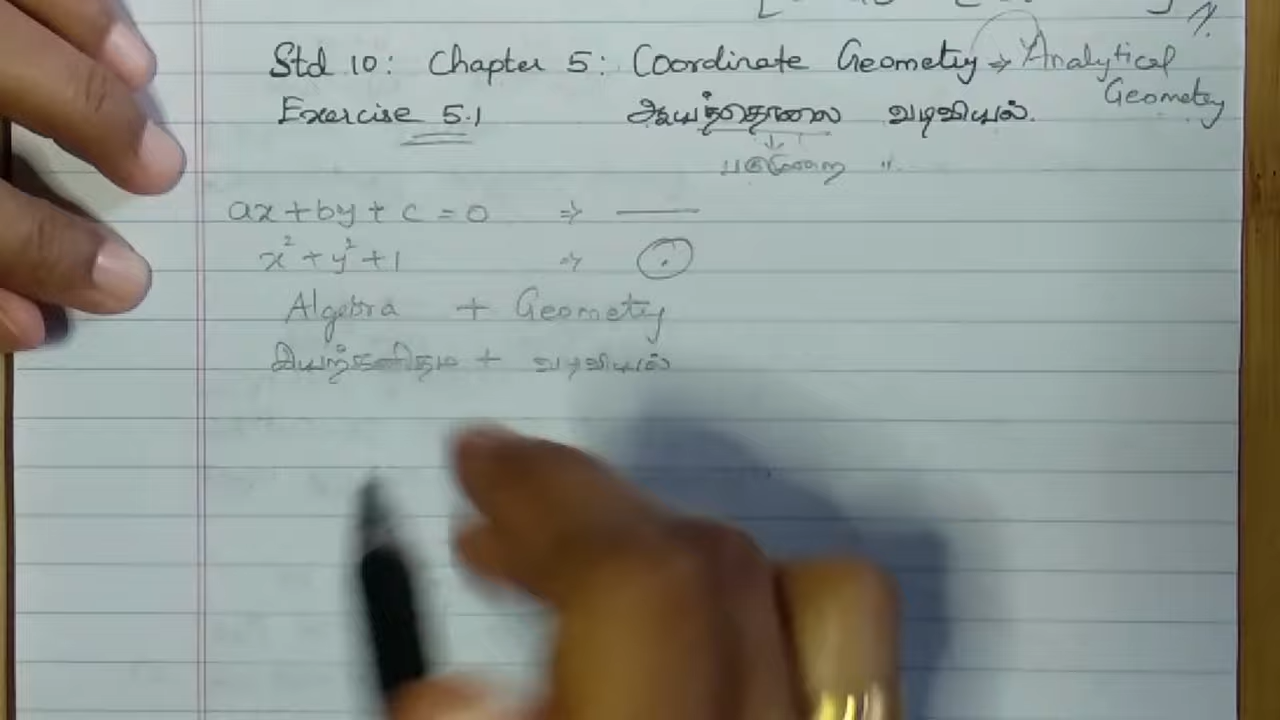 Std 10: Chapter 5: Coordinate Geometry → Analytical Geometry
Exercise 5.1 ஆயத்தொலை வடிவியல்.
பகுமுறை "
ax + by + c = 0 ⇒
x² + y² + 1 ⇒
Algebra + Geometry
இயற்கணிதம் + வடிவியல்